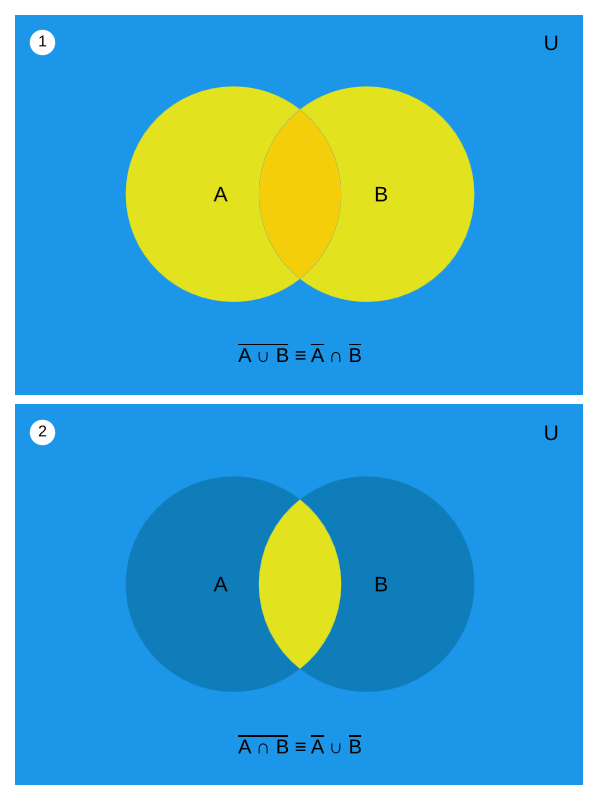 1
U
A B
A̅ ̅∪̅ ̅B̅ ≡ A̅ ∩ B̅
2
U
A B
A̅ ̅∩̅ ̅B̅ ≡ A̅ ∪ B̅